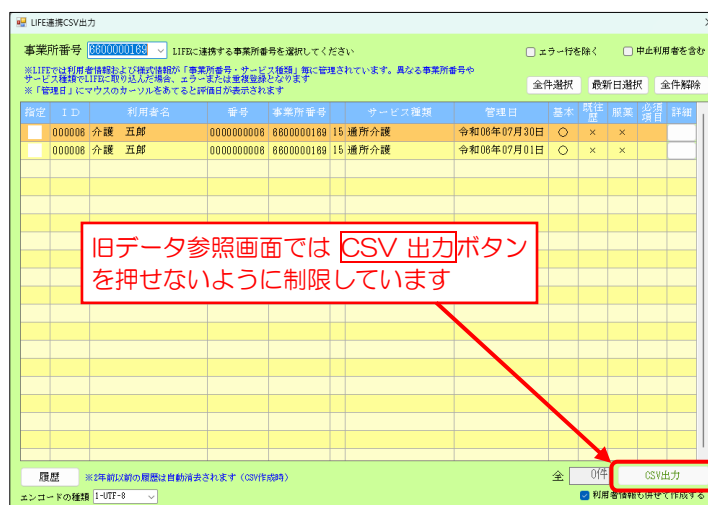 LIFE連携CSV出力
事業所番号 6600000169 LIFEに連携する事業所番号を選択してください エラー行を除く 中止利用者を含む
※LIFEでは利用者情報および様式情報が「事業所番号・サービス種類」毎に管理されています。異なる事業所番号や
サービス種類でLIFEに取り込んだ場合、エラーまたは重複登録となります
※「管理日」にマウスのカーソルをあてると評価日が表示されます
全件選択 最新日選択 全件解除
指定 ID 利用者名 番号 事業所番号 サービス種類 管理日 基本 既往歴 服薬 必須項目 詳細
000006 介護 五郎 0000000006 6600000169 15 通所介護 令和06年07月30日 ○ × ×
000006 介護 五郎 0000000006 6600000169 15 通所介護 令和06年07月01日 ○ × ×
旧データ参照画面では CSV 出力ボタン
を押せないように制限しています
履歴 ※2年前以前の履歴は自動消去されます（CSV作成時） 全 0件 CSV出力
エンコードの種類 1-UTF-8 利用者情報も併せて作成する